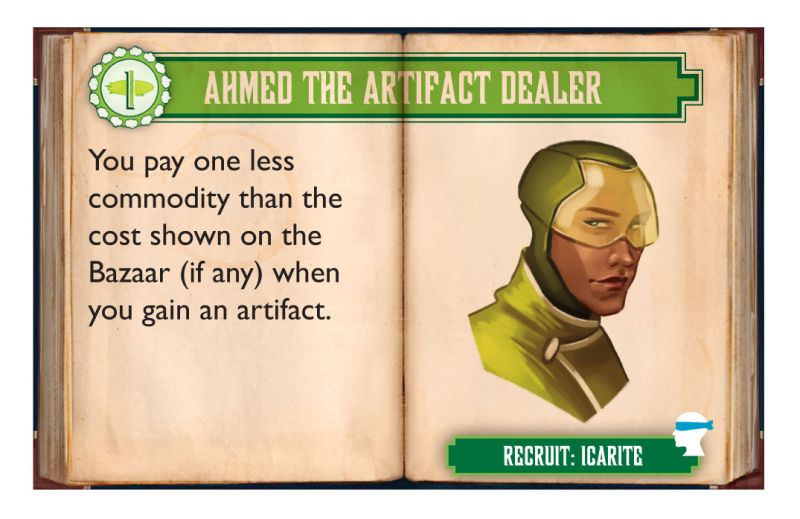 AHMED THE ARTIFACT DEALER
You pay one less
commodity than the
cost shown on the
Bazaar (if any) when
you gain an artifact.
RECRUIT: ICARITE